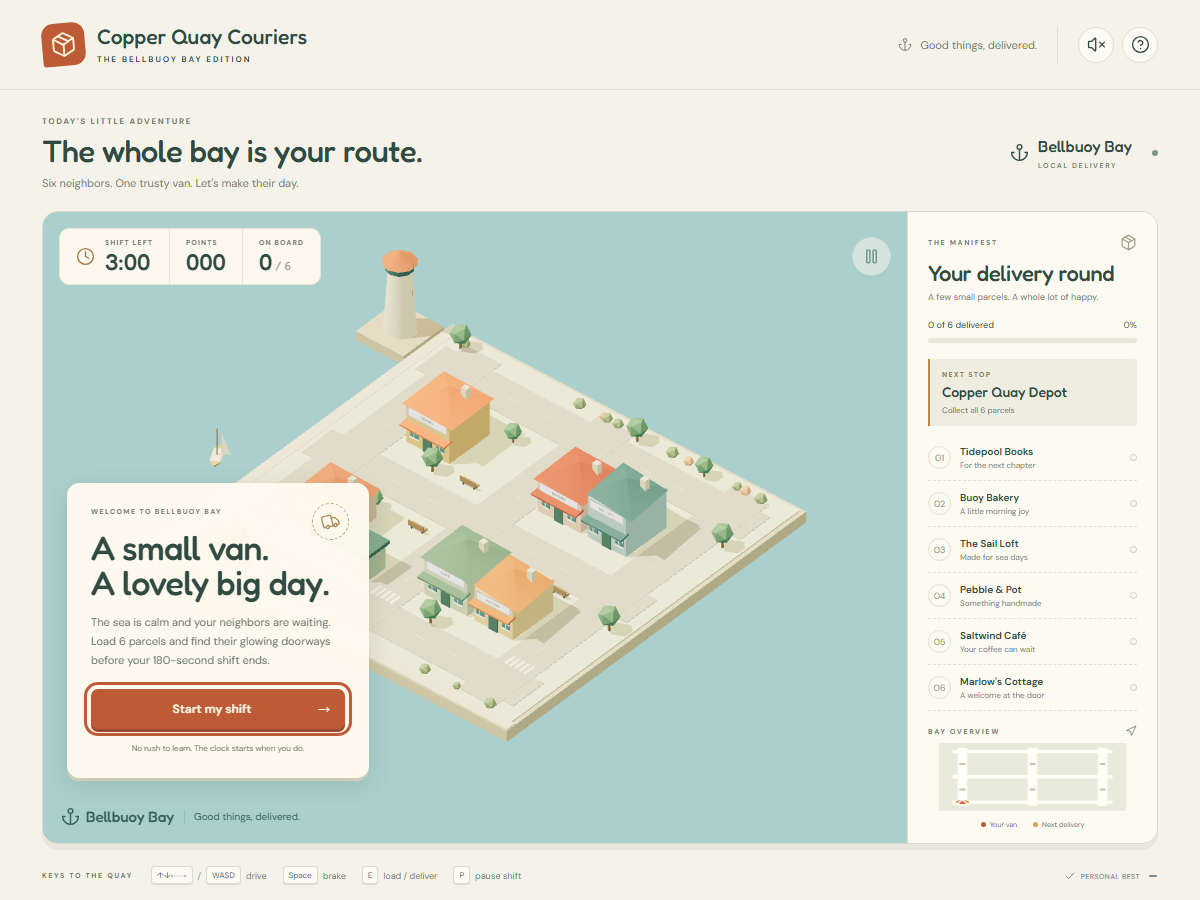 Copper Quay Couriers
THE BELLBUOY BAY EDITION
Good things, delivered.
TODAY'S LITTLE ADVENTURE
The whole bay is your route.
Six neighbors. One trusty van. Let's make their day.
Bellbuoy Bay
LOCAL DELIVERY
SHIFT LEFT
3:00
POINTS
000
ON BOARD
0 / 6
WELCOME TO BELLBUOY BAY
A small van.
A lovely big day.
The sea is calm and your neighbors are waiting.
Load 6 parcels and find their glowing doorways
before your 180-second shift ends.
Start my shift →
No rush to learn. The clock starts when you do.
Bellbuoy Bay
Good things, delivered.
THE MANIFEST
Your delivery round
A few small parcels. A whole lot of happy.
0 of 6 delivered 0%
NEXT STOP
Copper Quay Depot
Collect all 6 parcels
01 Tidepool Books
For the next chapter
02 Buoy Bakery
A little morning joy
03 The Sail Loft
Made for sea days
04 Pebble & Pot
Something handmade
05 Saltwind Café
Your coffee can wait
06 Marlow's Cottage
A welcome at the door
BAY OVERVIEW
Your van
Next delivery
KEYS TO THE QUAY
↑↓←→ / WASD drive
Space brake
E load / deliver
P pause shift
PERSONAL BEST –